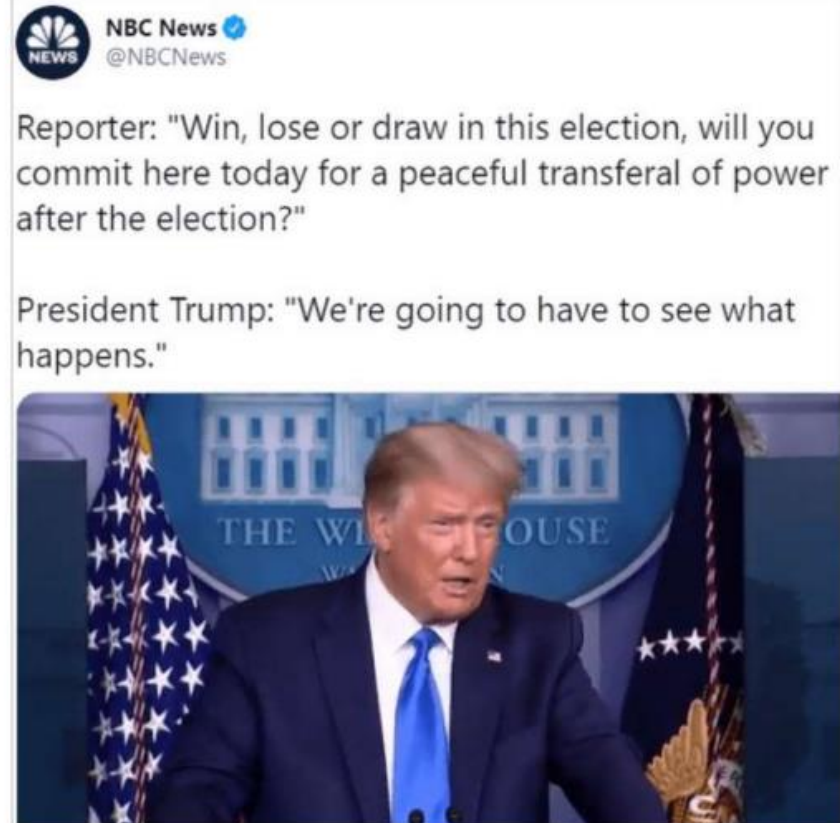 NBC News
NEWS
@NBCNews
Reporter: "Win, lose or draw in this election, will you
commit here today for a peaceful transferal of power
after the election?"
President Trump: "We're going to have to see what
happens."
THE WH OUSE
WA N